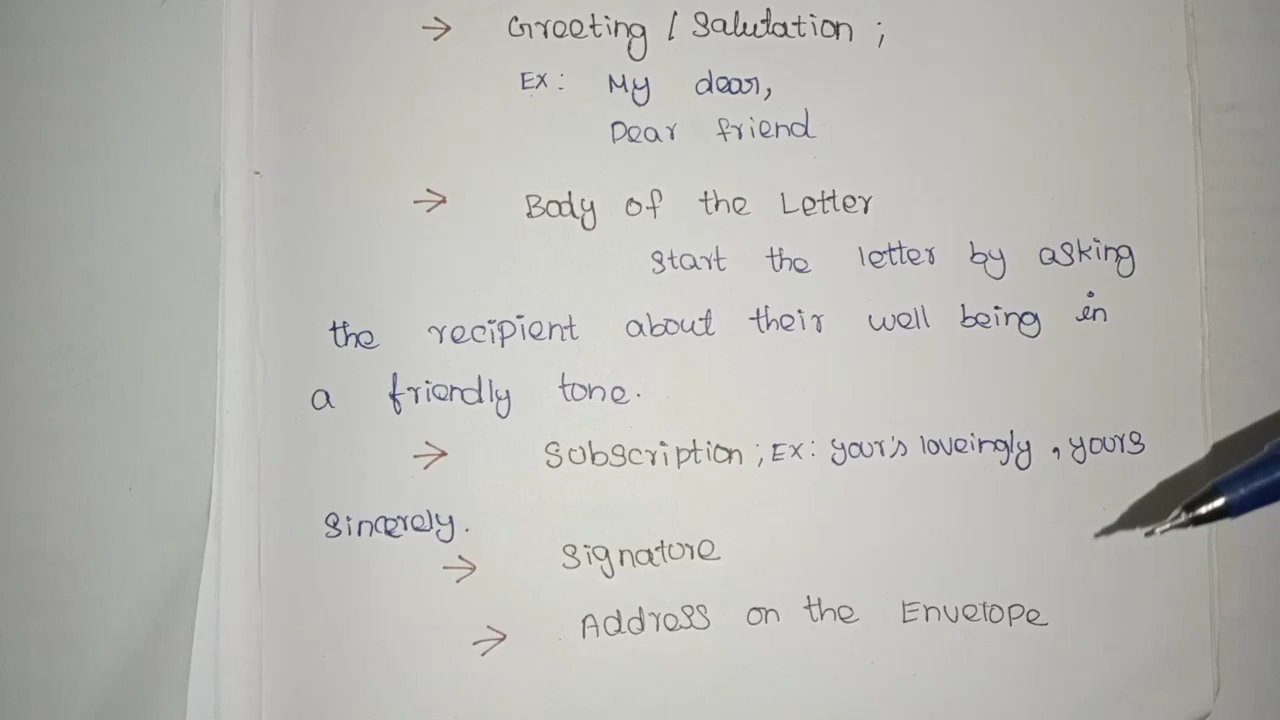 → Greeting / Salutation ;
Ex : My dear,
Dear friend
→ Body of the Letter
start the letter by asking
the recipient about their well being in
a friendly tone.
→ Subscription ; Ex : your's loveingly , yours
Sincerely.
→ Signature
→ Address on the Envelope